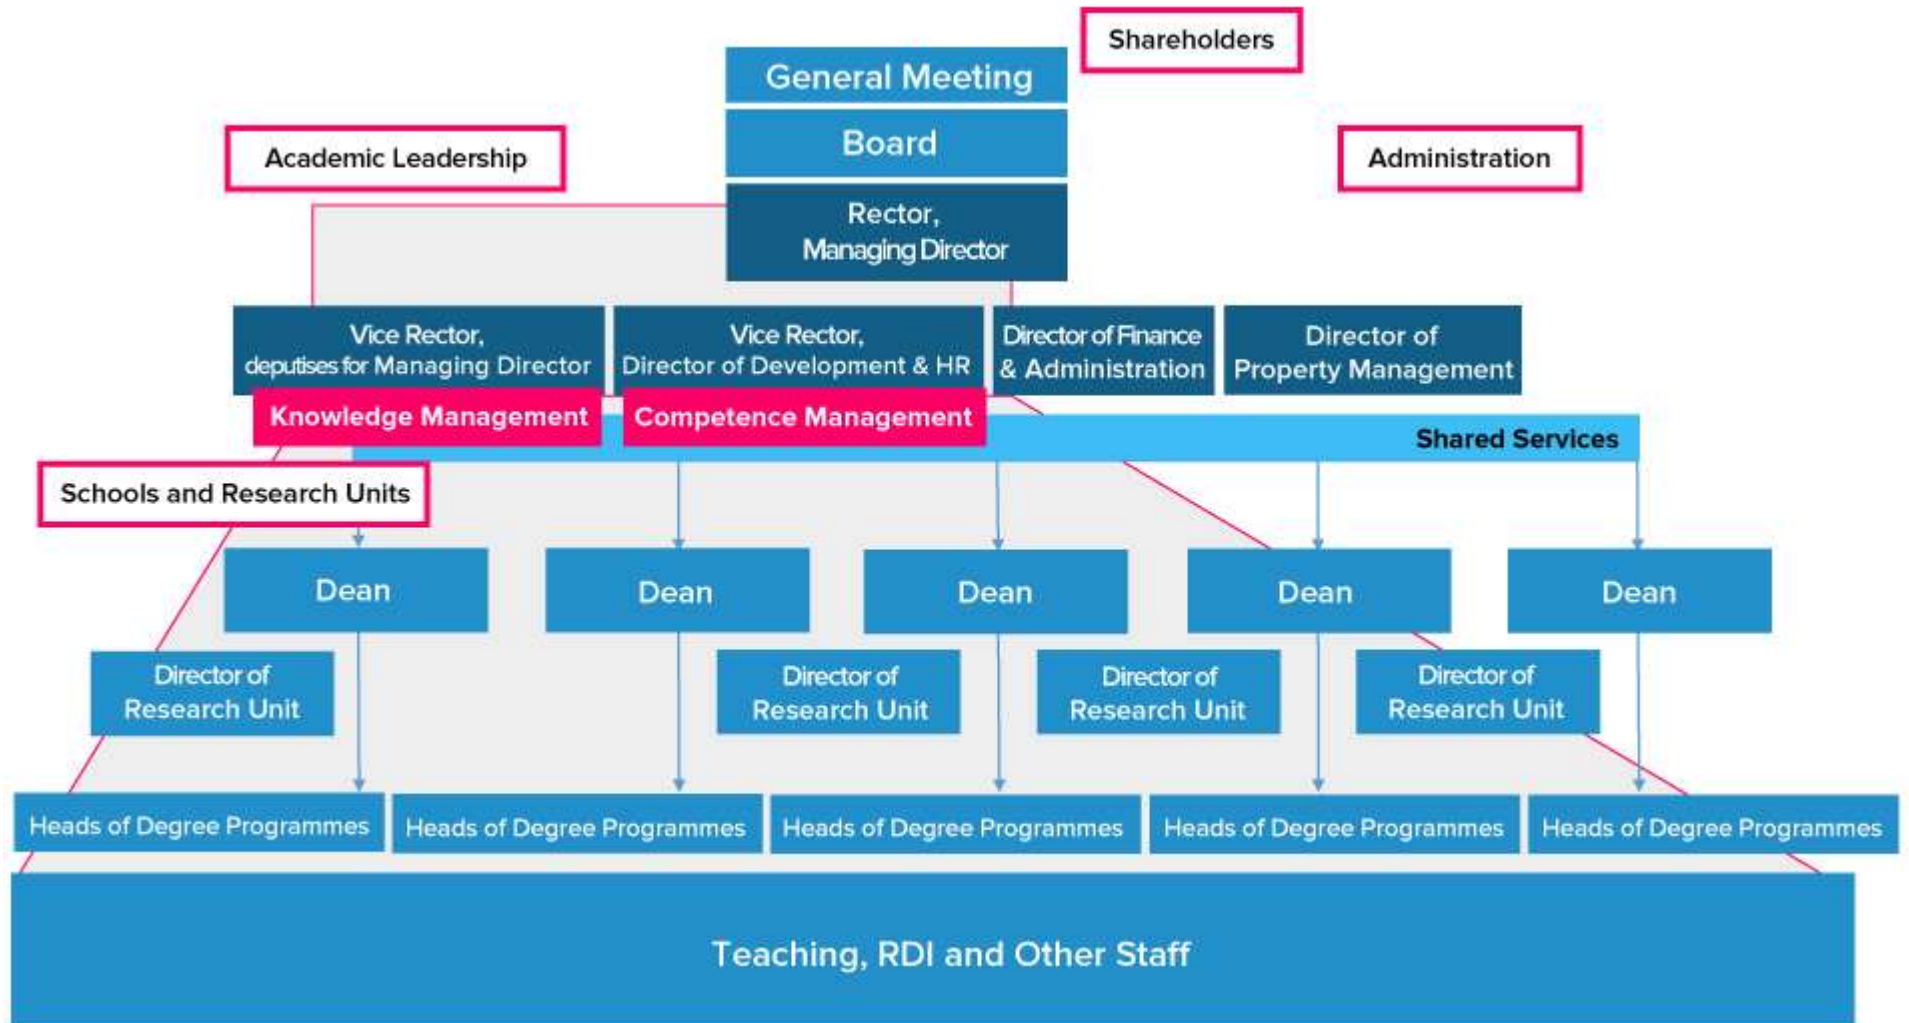 Shareholders
General Meeting
Board
Academic Leadership
Administration
Rector,
Managing Director
Vice Rector,
deputises for Managing Director
Vice Rector,
Director of Development & HR
Director of Finance
& Administration
Director of
Property Management
Knowledge Management
Competence Management
Shared Services
Schools and Research Units
Dean
Dean
Dean
Dean
Dean
Director of
Research Unit
Director of
Research Unit
Director of
Research Unit
Director of
Research Unit
Heads of Degree Programmes
Heads of Degree Programmes
Heads of Degree Programmes
Heads of Degree Programmes
Heads of Degree Programmes
Teaching, RDI and Other Staff